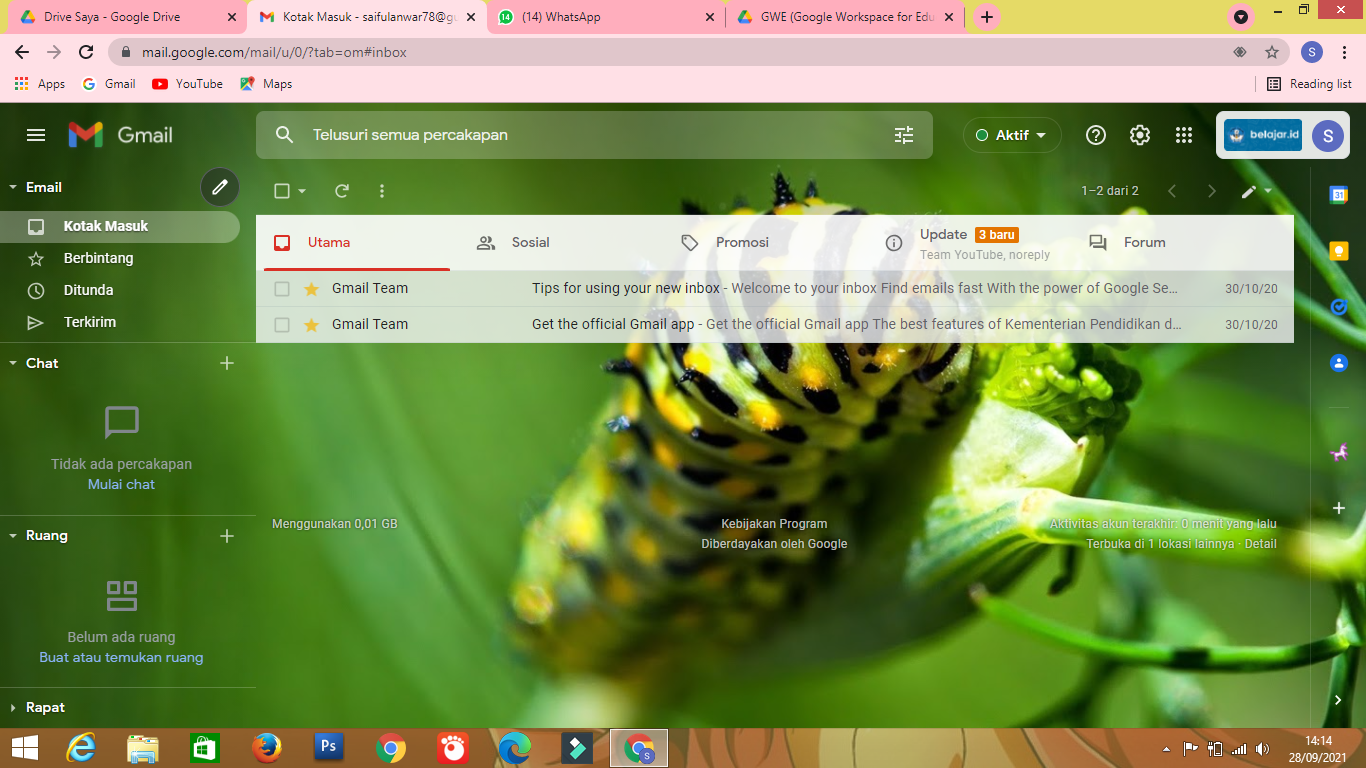 Drive Saya - Google Drive
Kotak Masuk - saifulanwar78@gu
14
(14) WhatsApp
GWE (Google Workspace for Edu
mail.google.com/mail/u/0/?tab=om#inbox
S
Apps
Gmail
YouTube
Maps
Reading list
Gmail
Telusuri semua percakapan
Aktif
belajar.id
S
Email
1–2 dari 2
31
Kotak Masuk
Berbintang
Ditunda
Terkirim
Utama
Sosial
Promosi
Update 3 baru
Team YouTube, noreply
Forum
Gmail Team Tips for using your new inbox - Welcome to your inbox Find emails fast With the power of Google Se… 30/10/20
Gmail Team Get the official Gmail app - Get the official Gmail app The best features of Kementerian Pendidikan d… 30/10/20
Chat
Tidak ada percakapan
Mulai chat
Ruang
Belum ada ruang
Buat atau temukan ruang
Rapat
Menggunakan 0,01 GB
Kebijakan Program
Diberdayakan oleh Google
Aktivitas akun terakhir: 0 menit yang lalu
Terbuka di 1 lokasi lainnya · Detail
Ps
S
14:14
28/09/2021